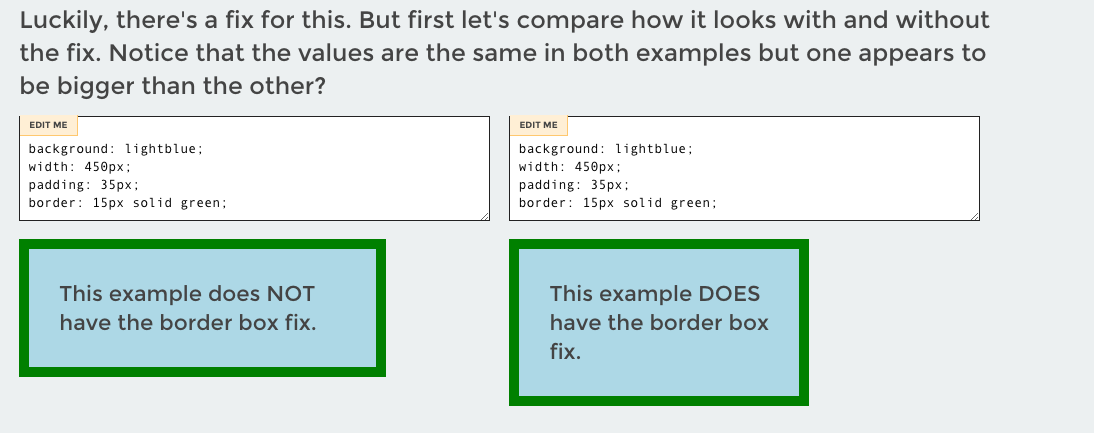 Luckily, there's a fix for this. But first let's compare how it looks with and without
the fix. Notice that the values are the same in both examples but one appears to
be bigger than the other?
EDIT ME
background: lightblue;
width: 450px;
padding: 35px;
border: 15px solid green;
EDIT ME
background: lightblue;
width: 450px;
padding: 35px;
border: 15px solid green;
This example does NOT
have the border box fix.
This example DOES
have the border box
fix.